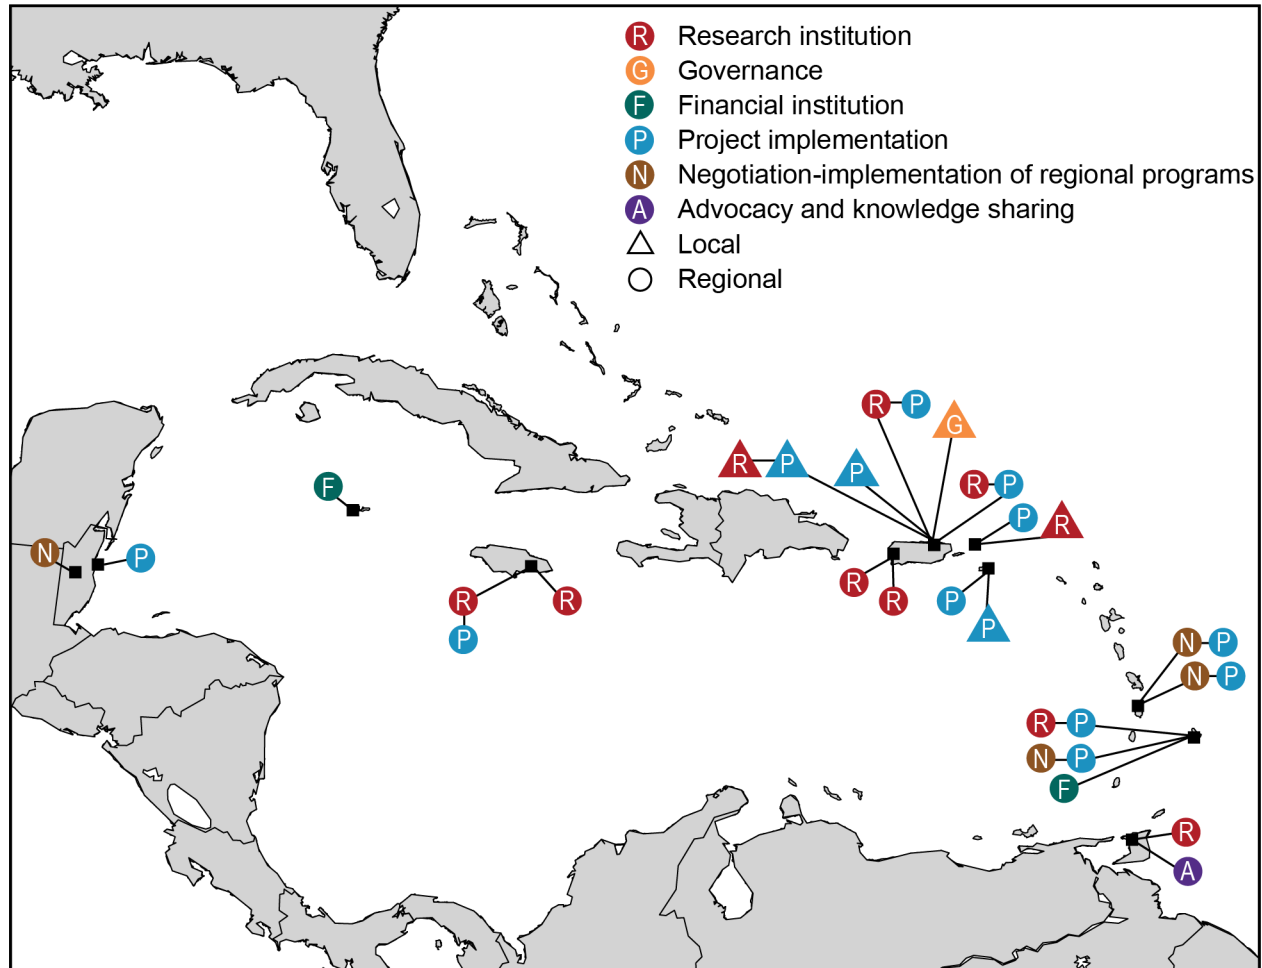 R Research institution
G Governance
F Financial institution
P Project implementation
N Negotiation-implementation of regional programs
A Advocacy and knowledge sharing
Local
Regional
R P
G
R P
P
F
R P
P
R
N
P
R
R
R
R
P
P
P
N P
N P
R P
N P
F
R
A